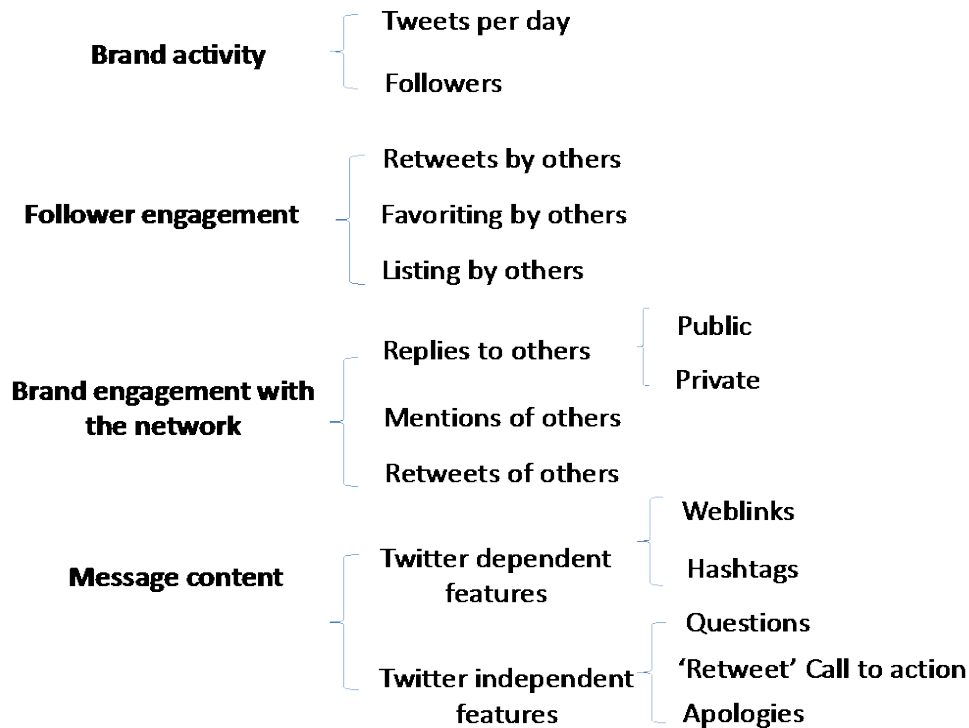 Brand activity
Tweets per day
Followers
Follower engagement
Retweets by others
Favoriting by others
Listing by others
Brand engagement with
the network
Replies to others
Public
Private
Mentions of others
Retweets of others
Message content
Twitter dependent
features
Weblinks
Hashtags
Twitter independent
features
Questions
‘Retweet’ Call to action
Apologies